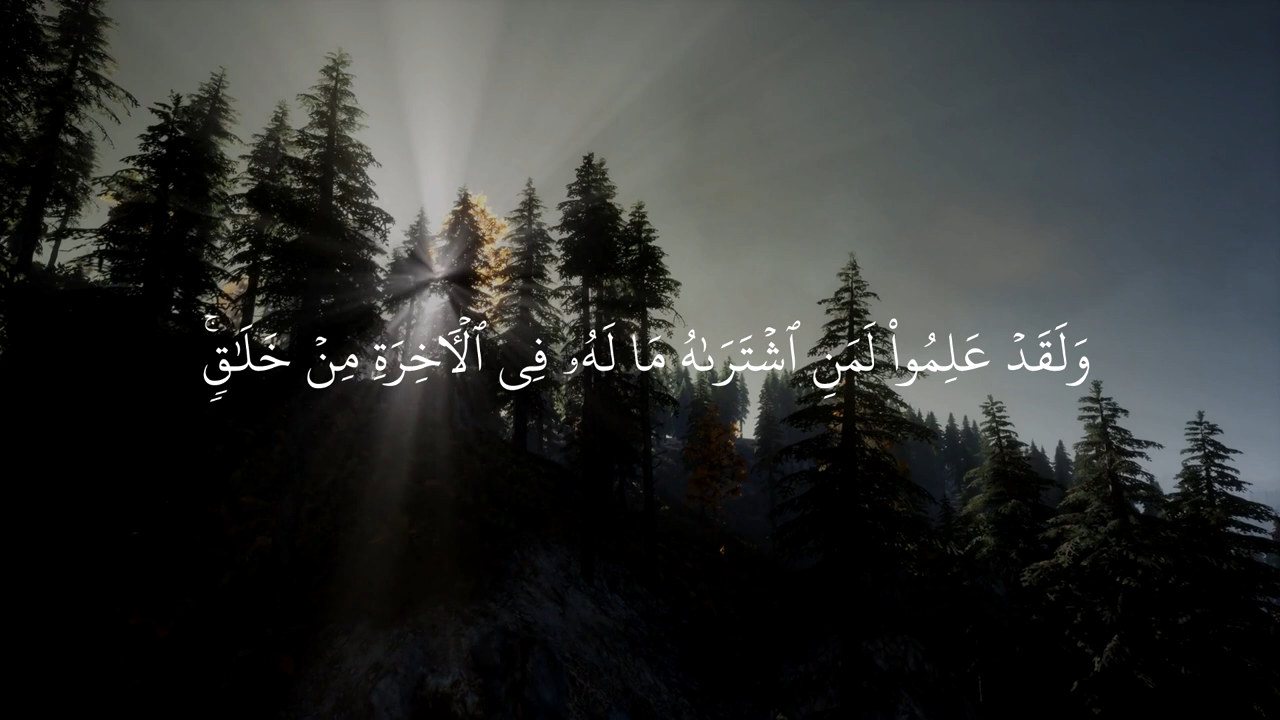 وَلَقَدۡ عَلِمُواْ لَمَنِ ٱشۡتَرَىٰهُ مَا لَهُۥ فِی ٱلۡأَخِرَةِ مِنۡ خَلَـٰقࣲۚ